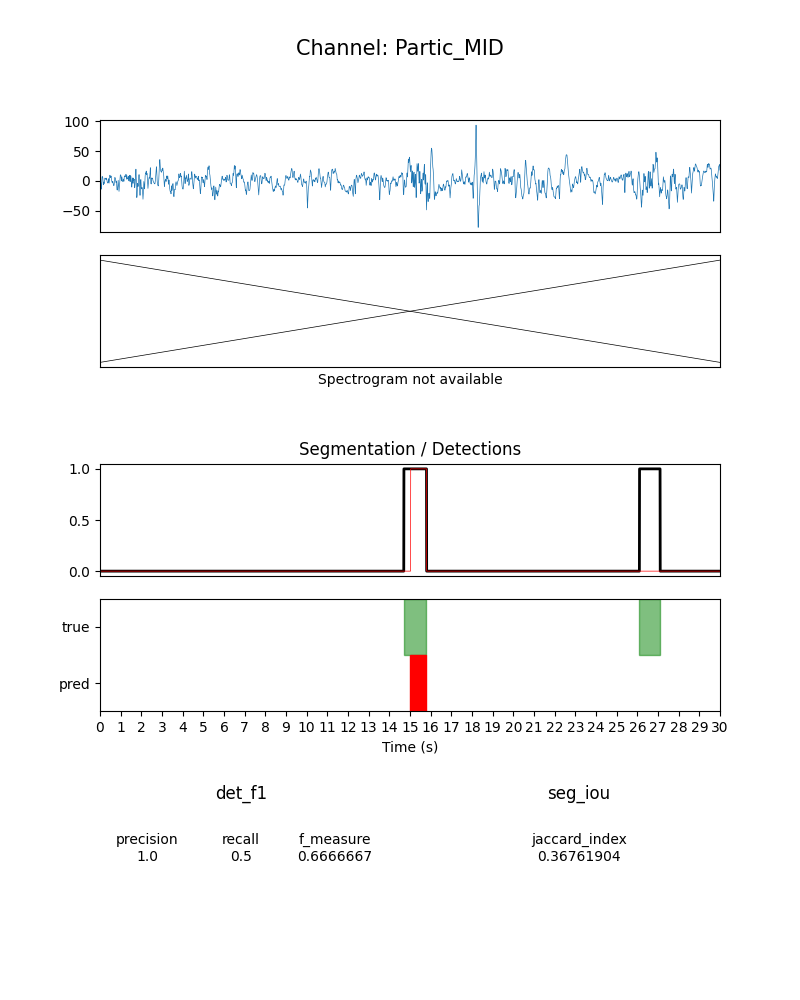 Channel: Partic_MID
100
50
0
−50
Spectrogram not available
Segmentation / Detections
1.0
0.5
0.0
true
pred
0 1 2 3 4 5 6 7 8 9 10 11 12 13 14 15 16 17 18 19 20 21 22 23 24 25 26 27 28 29 30
Time (s)
det_f1 seg_iou
precision recall f_measure jaccard_index
1.0 0.5 0.6666667 0.36761904